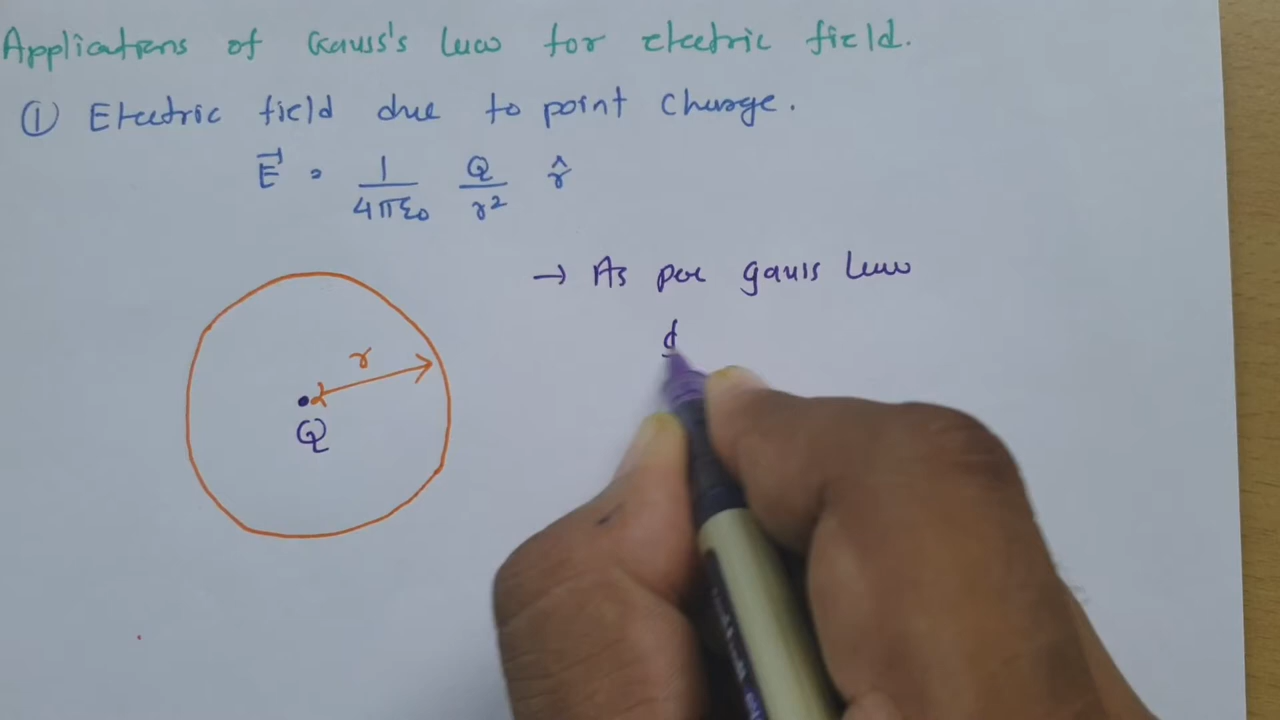 Applications of Gauss's Law for electric field.
① Electric field due to point charge.
E⃗ = 1/4πε₀ Q/r² r̂
→ As per gauss Law
∮
r
Q